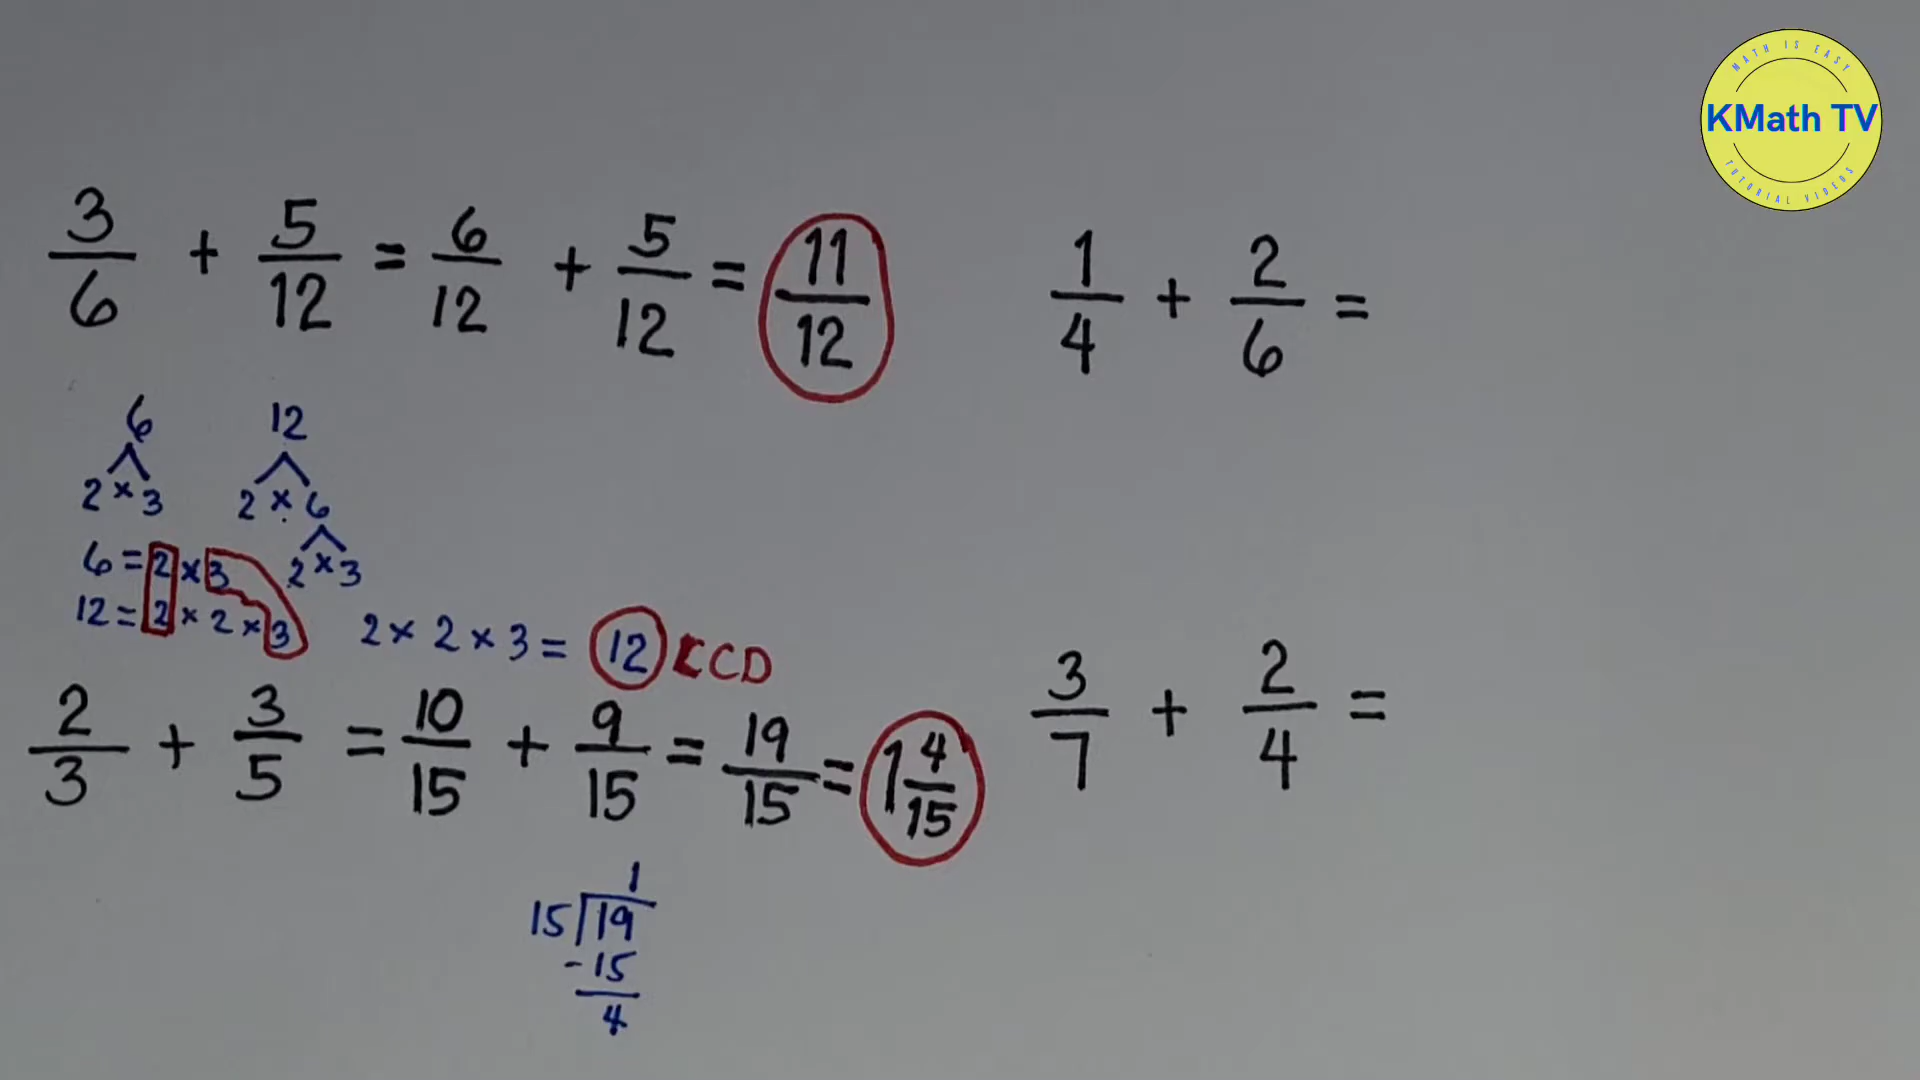 MATH IS EASY
KMath TV
TUTORIAL VIDEOS
3/6 + 5/12 = 6/12 + 5/12 = 11/12
6
2 × 3
12
2 × 6
2 × 3
6 = 2 × 3
12 = 2 × 2 × 3
2 × 2 × 3 = 12 LCD
2/3 + 3/5 = 10/15 + 9/15 = 19/15 = 1 4/15
1
15 19
- 15
4
1/4 + 2/6 =
3/7 + 2/4 =